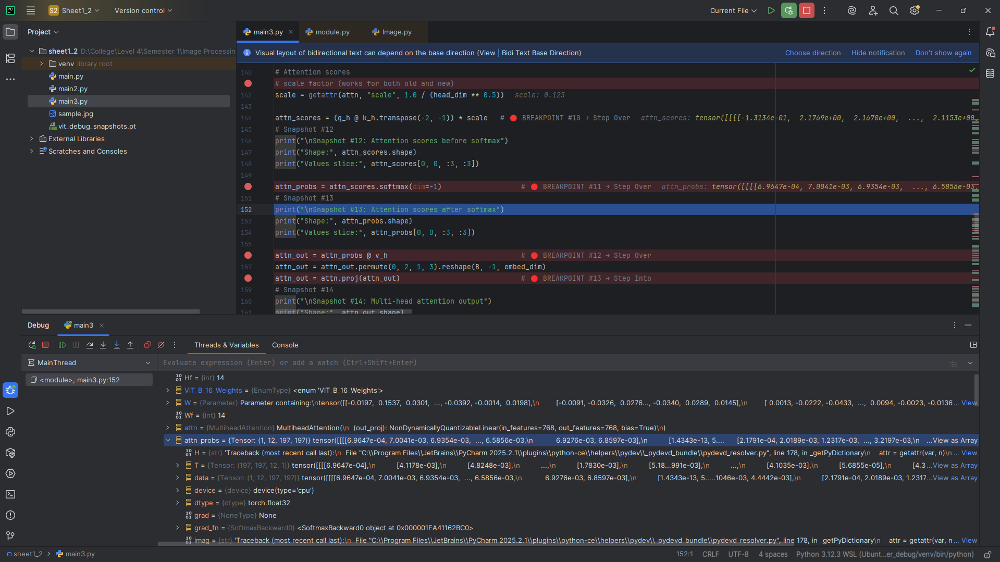 PC S2 Sheet1_2 Version control Current File
Project
main3.py module.py Image.py
Visual layout of bidirectional text can depend on the base direction (View | Bidi Text Base Direction) Choose direction Hide notification Don't show again
sheet1_2 D:\College\Level 4\Semester 1\Image Processin
venv library root
main.py
main2.py
main3.py
sample.jpg
vit_debug_snapshots.pt
External Libraries
Scratches and Consoles
140 # Attention scores
# scale factor (works for both old and new)
142 scale = getattr(attn, "scale", 1.0 / (head_dim ** 0.5)) scale: 0.125
143
144 attn_scores = (q_h @ k_h.transpose(-2, -1)) * scale # 🔴 BREAKPOINT #10 → Step Over attn_scores: tensor([[[[-1.3134e-01, 2.1769e+00, 2.1670e+00, ..., 2.1153e+00,
145 # Snapshot #12
146 print("\nSnapshot #12: Attention scores before softmax")
147 print("Shape:", attn_scores.shape)
148 print("Values slice:", attn_scores[0, 0, :3, :3])
149
attn_probs = attn_scores.softmax(dim=-1) # 🔴 BREAKPOINT #11 → Step Over attn_probs: tensor([[[[6.9647e-04, 7.0041e-03, 6.9354e-03, ..., 6.5856e-03,
151 # Snapshot #13
152 print("\nSnapshot #13: Attention scores after softmax")
153 print("Shape:", attn_probs.shape)
154 print("Values slice:", attn_probs[0, 0, :3, :3])
155
attn_out = attn_probs @ v_h # 🔴 BREAKPOINT #12 → Step Over
157 attn_out = attn_out.permute(0, 2, 1, 3).reshape(B, -1, embed_dim)
attn_out = attn.proj(attn_out) # 🔴 BREAKPOINT #13 → Step Into
159 # Snapshot #14
160 print("\nSnapshot #14: Multi-head attention output")
161 print("Shape:", attn_out.shape)
Debug main3
Threads & Variables Console
MainThread
<module>, main3.py:152
Evaluate expression (Enter) or add a watch (Ctrl+Shift+Enter)
Hf = {int} 14
ViT_B_16_Weights = {EnumType} <enum 'ViT_B_16_Weights'>
W = {Parameter} Parameter containing:\ntensor([[-0.0197, 0.1537, 0.0301, ..., -0.0392, -0.0014, 0.0198],\n [-0.0091, -0.0326, 0.0276..., -0.0340, 0.0289, 0.0145],\n [ 0.0013, -0.0222, -0.0433, ..., 0.0094, -0.0023, -0.0136... View
Wf = {int} 14
attn = {MultiheadAttention} MultiheadAttention(\n (out_proj): NonDynamicallyQuantizableLinear(in_features=768, out_features=768, bias=True)\n)
attn_probs = {Tensor: (1, 12, 197, 197)} tensor([[[[6.9647e-04, 7.0041e-03, 6.9354e-03, ..., 6.5856e-03,\n 6.9276e-03, 6.8597e-03],\n [1.4343e-13, 5.... [2.1791e-04, 2.0189e-03, 1.2317e-03, ..., 3.2197e-03,\n ...View as Array
H = {str} 'Traceback (most recent call last):\n File "C:\\Program Files\\JetBrains\\PyCharm 2025.2.1\\plugins\\python-ce\\helpers\\pydev\\_pydevd_bundle\\pydevd_resolver.py", line 178, in _getPyDictionary\n attr = getattr(var, n)\n ... View
T = {Tensor: (197, 197, 12, 1)} tensor([[[[6.9647e-04],\n [4.1178e-03],\n [4.8248e-03],\n ...,\n [1.7830e-03],\n [5.18...991e-03],\n ...,\n [4.1035e-03],\n [5.6855e-05],\n [4.3 ...View as Array
data = {Tensor: (1, 12, 197, 197)} tensor([[[[6.9647e-04, 7.0041e-03, 6.9354e-03, ..., 6.5856e-03,\n 6.9276e-03, 6.8597e-03],\n [1.4343e-13, 5.....1046e-03, 4.4442e-03],\n [2.1791e-04, 2.0189e-03, 1.2317 ...View as Array
device = {device} device(type='cpu')
dtype = {dtype} torch.float32
grad = {NoneType} None
grad_fn = {SoftmaxBackward0} <SoftmaxBackward0 object at 0x000001EA41162BC0>
imag = {str} 'Traceback (most recent call last):\n File "C:\\Program Files\\JetBrains\\PyCharm 2025.2.1\\plugins\\python-ce\\helpers\\pydev\\_pydevd_bundle\\pydevd_resolver.py", line 178, in _getPyDictionary\n attr = getattr(var, n ... View
sheet1_2 main3.py 152:1 CRLF UTF-8 4 spaces Python 3.12.3 WSL (Ubunt...er_debug/venv/bin/python)